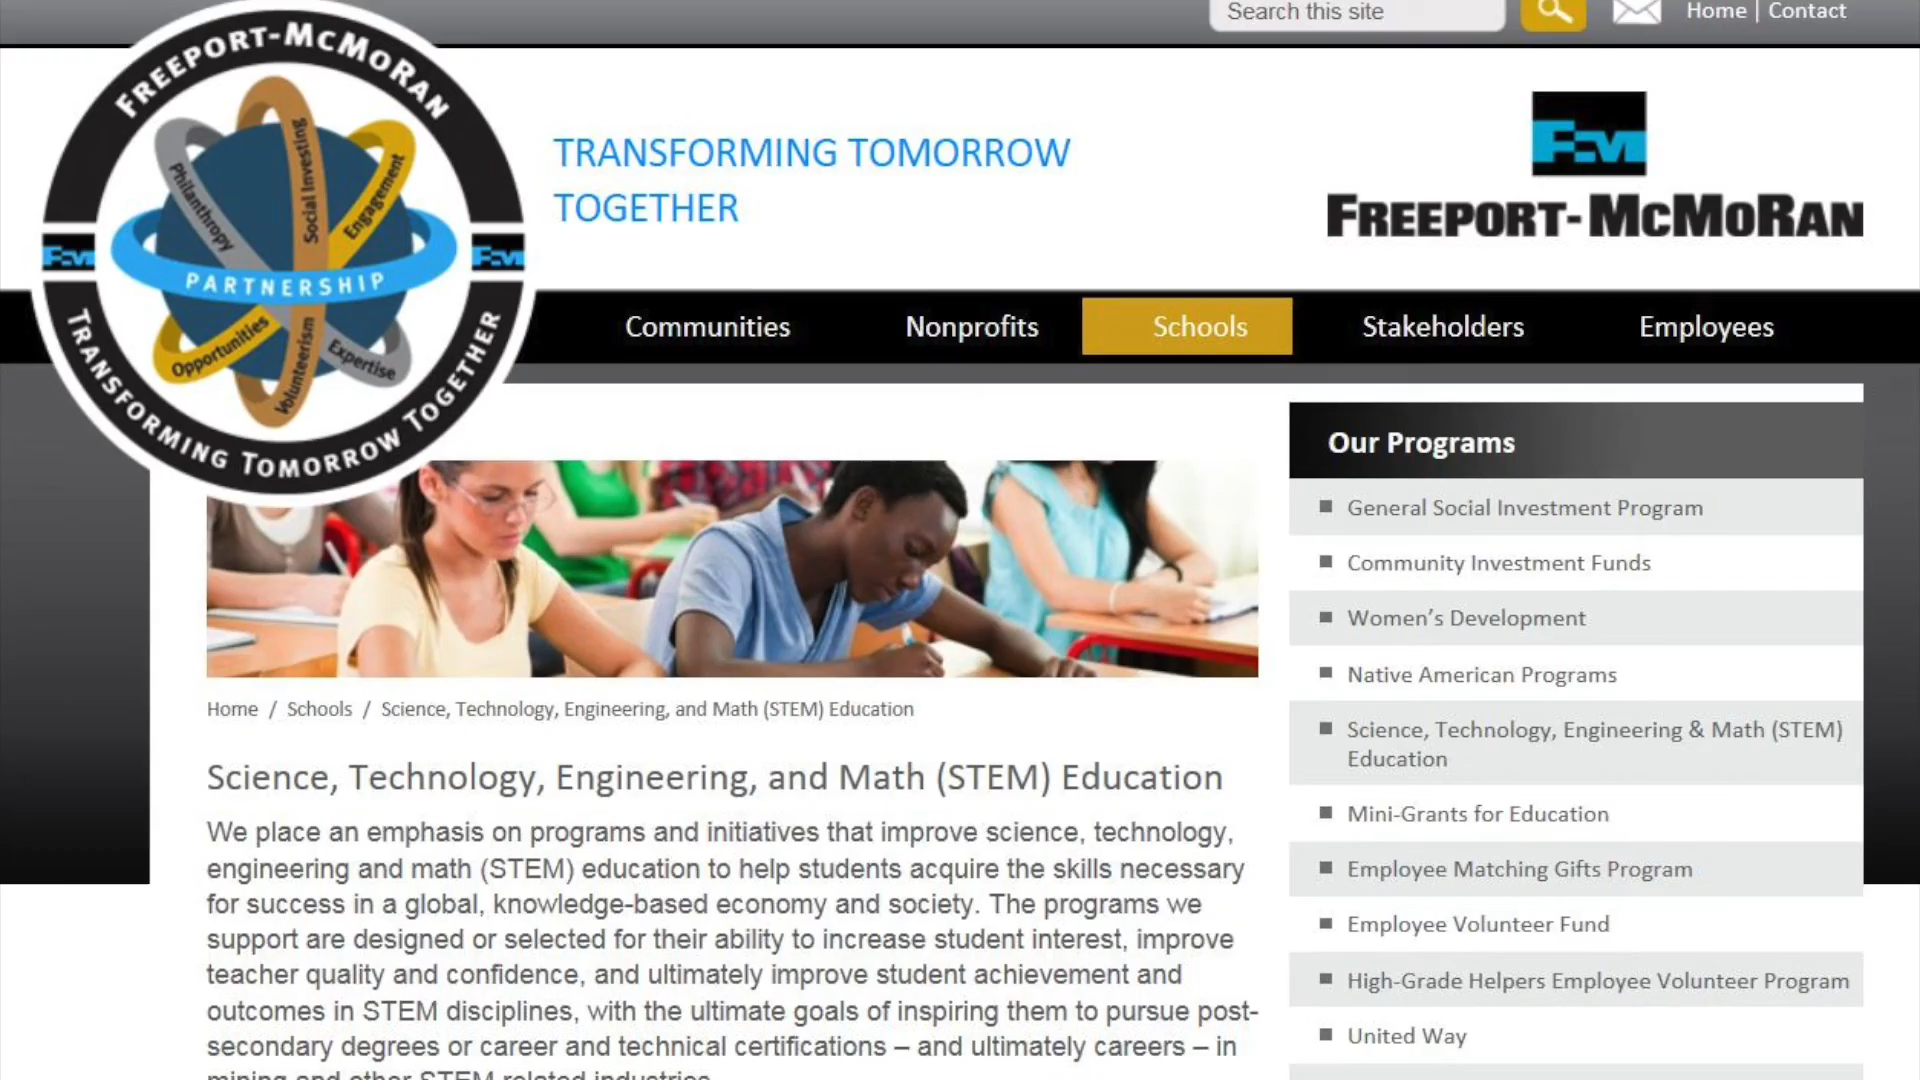 Search this site
Home | Contact
FREEPORT-MCMORAN
Philanthropy
Social Investing
Engagement
PARTNERSHIP
Opportunities
Volunteerism
Expertise
TRANSFORMING TOMORROW TOGETHER
TRANSFORMING TOMORROW
TOGETHER
FREEPORT-MCMORAN
Communities
Nonprofits
Schools
Stakeholders
Employees
Home / Schools / Science, Technology, Engineering, and Math (STEM) Education
Science, Technology, Engineering, and Math (STEM) Education
We place an emphasis on programs and initiatives that improve science, technology,
engineering and math (STEM) education to help students acquire the skills necessary
for success in a global, knowledge-based economy and society. The programs we
support are designed or selected for their ability to increase student interest, improve
teacher quality and confidence, and ultimately improve student achievement and
outcomes in STEM disciplines, with the ultimate goals of inspiring them to pursue post-
secondary degrees or career and technical certifications – and ultimately careers – in
mining and other STEM related industries.
Our Programs
General Social Investment Program
Community Investment Funds
Women’s Development
Native American Programs
Science, Technology, Engineering & Math (STEM)
Education
Mini-Grants for Education
Employee Matching Gifts Program
Employee Volunteer Fund
High-Grade Helpers Employee Volunteer Program
United Way